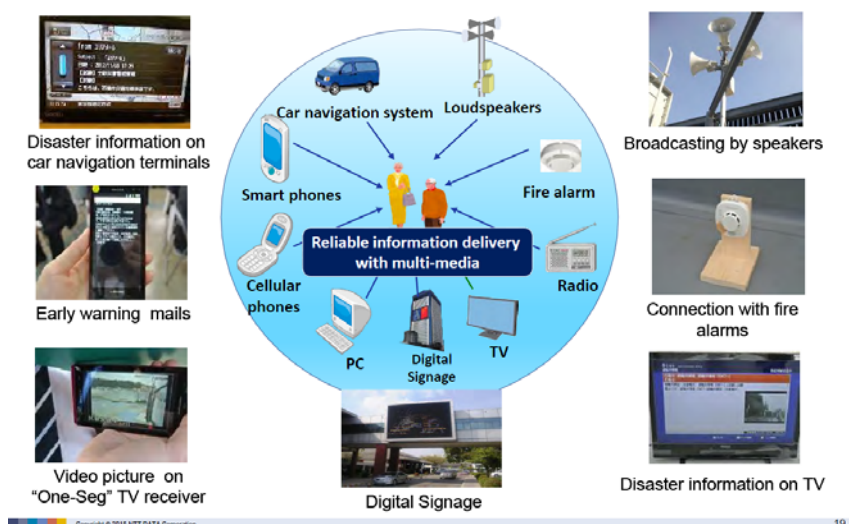 Disaster information on
car navigation terminals
Early warning mails
Video picture on
“One-Seg” TV receiver
Car navigation system
Loudspeakers
Smart phones
Fire alarm
Reliable information delivery
with multi-media
Cellular
phones
Radio
PC
Digital
Signage
TV
Digital Signage
Broadcasting by speakers
Connection with fire
alarms
Disaster information on TV
19